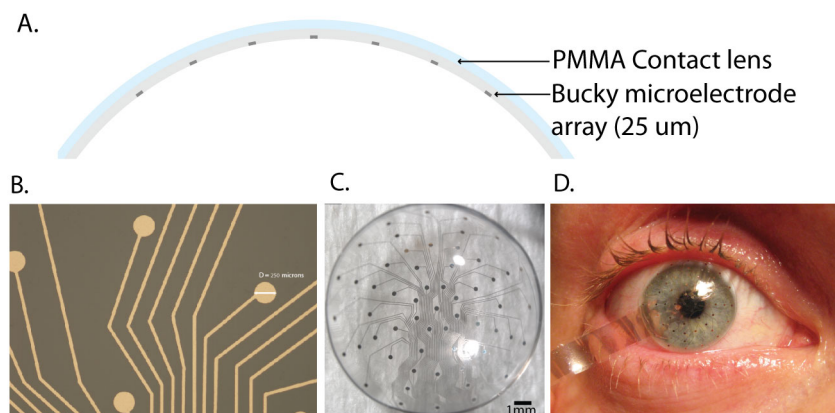 A.
PMMA Contact lens
Bucky microelectrode
array (25 um)
B.
C.
D.
D = 250 microns
1mm